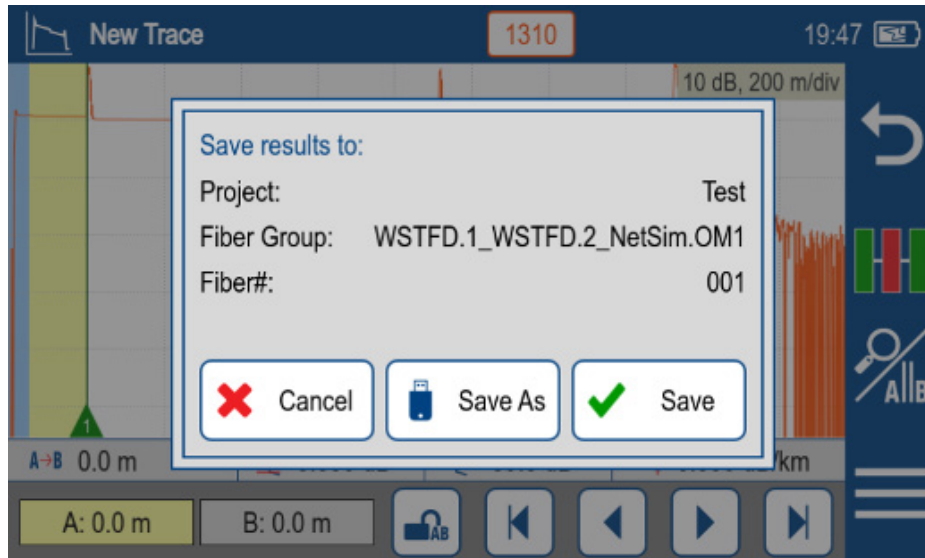 New Trace 1310 19:47
10 dB, 200 m/div
Save results to:
Project: Test
Fiber Group: WSTFD.1_WSTFD.2_NetSim.OM1
Fiber#: 001
Cancel Save As Save
1
AllB
A→B 0.0 m /km
A: 0.0 m B: 0.0 m AB